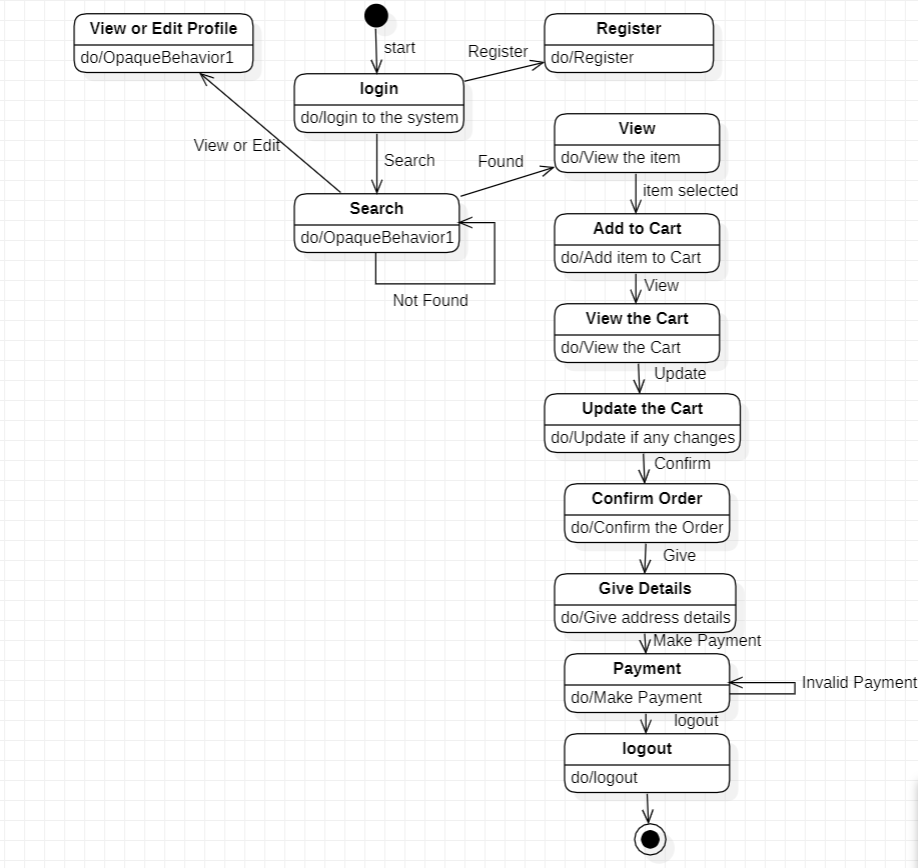 View or Edit Profile
do/OpaqueBehavior1
start
Register
Register
do/Register
login
do/login to the system
View or Edit
Search
Found
View
do/View the item
Search
do/OpaqueBehavior1
Not Found
item selected
Add to Cart
do/Add item to Cart
View
View the Cart
do/View the Cart
Update
Update the Cart
do/Update if any changes
Confirm
Confirm Order
do/Confirm the Order
Give
Give Details
do/Give address details
Make Payment
Payment
do/Make Payment
Invalid Payment
logout
logout
do/logout